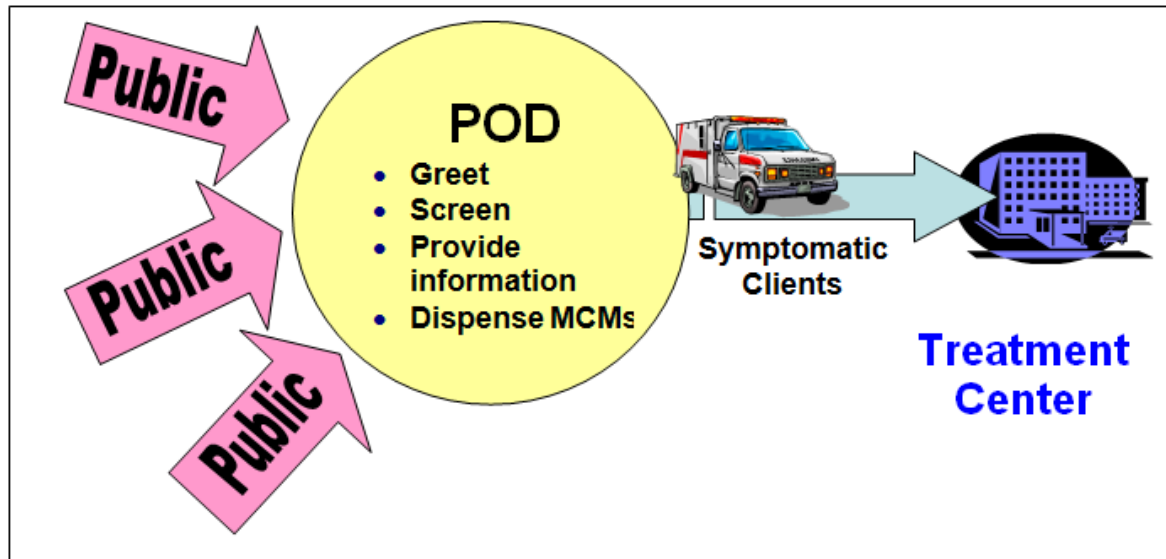 Public
Public
Public
POD
• Greet
• Screen
• Provide
information
• Dispense MCMs
Symptomatic
Clients
Treatment
Center